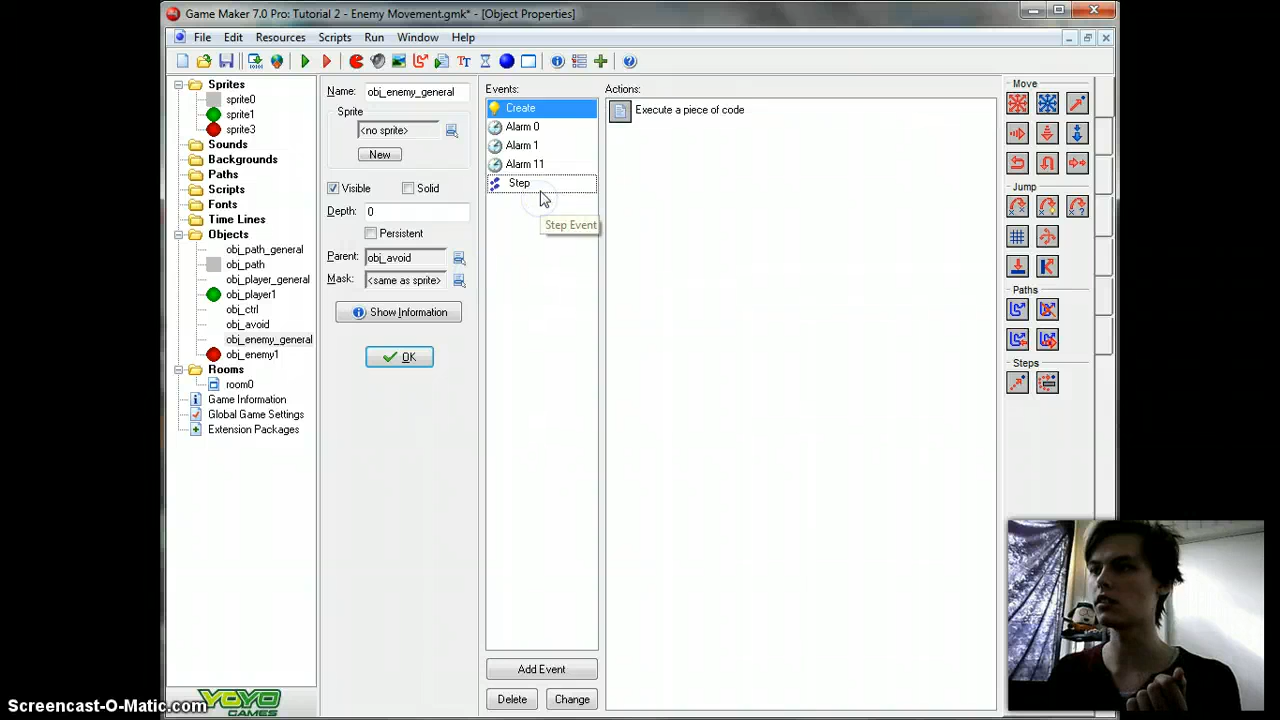 Game Maker 7.0 Pro: Tutorial 2 - Enemy Movement.gmk* - [Object Properties]
File Edit Resources Scripts Run Window Help
Sprites
sprite0
sprite1
sprite3
Sounds
Backgrounds
Paths
Scripts
Fonts
Time Lines
Objects
obj_path_general
obj_path
obj_player_general
obj_player1
obj_ctrl
obj_avoid
obj_enemy_general
obj_enemy1
Rooms
room0
Game Information
Global Game Settings
Extension Packages
YOYO
GAMES
Name: obj_enemy_general
Sprite
<no sprite>
New
Visible Solid
Depth: 0
Persistent
Parent: obj_avoid
Mask: <same as sprite>
Show Information
OK
Events:
Create
Alarm 0
Alarm 1
Alarm 11
Step
Step Event
Add Event
Delete Change
Actions:
Execute a piece of code
Move
Jump
Paths
Steps
Screencast-O-Matic.com